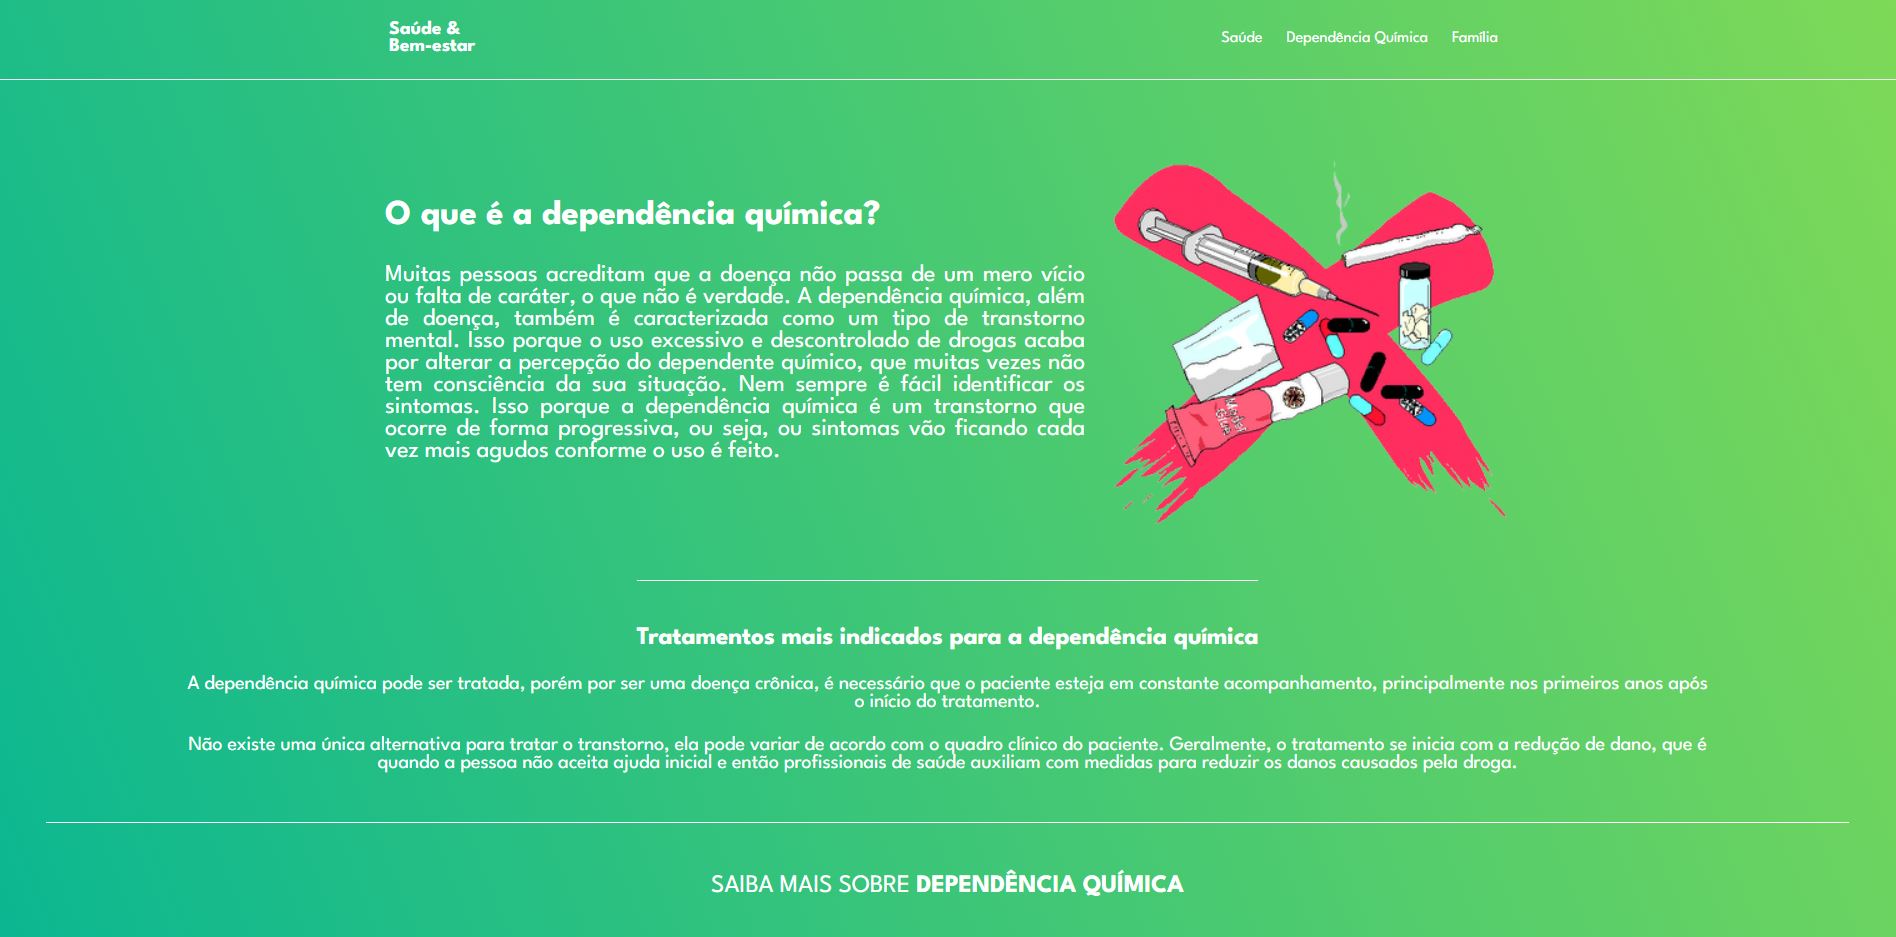 Saúde &
Bem-estar
Saúde Dependência Química Família
O que é a dependência química?
Muitas pessoas acreditam que a doença não passa de um mero vício
ou falta de caráter, o que não é verdade. A dependência química, além
de doença, também é caracterizada como um tipo de transtorno
mental. Isso porque o uso excessivo e descontrolado de drogas acaba
por alterar a percepção do dependente químico, que muitas vezes não
tem consciência da sua situação. Nem sempre é fácil identificar os
sintomas. Isso porque a dependência química é um transtorno que
ocorre de forma progressiva, ou seja, ou sintomas vão ficando cada
vez mais agudos conforme o uso é feito.
Tratamentos mais indicados para a dependência química
A dependência química pode ser tratada, porém por ser uma doença crônica, é necessário que o paciente esteja em constante acompanhamento, principalmente nos primeiros anos após
o início do tratamento.
Não existe uma única alternativa para tratar o transtorno, ela pode variar de acordo com o quadro clínico do paciente. Geralmente, o tratamento se inicia com a redução de dano, que é
quando a pessoa não aceita ajuda inicial e então profissionais de saúde auxiliam com medidas para reduzir os danos causados pela droga.
SAIBA MAIS SOBRE DEPENDÊNCIA QUÍMICA